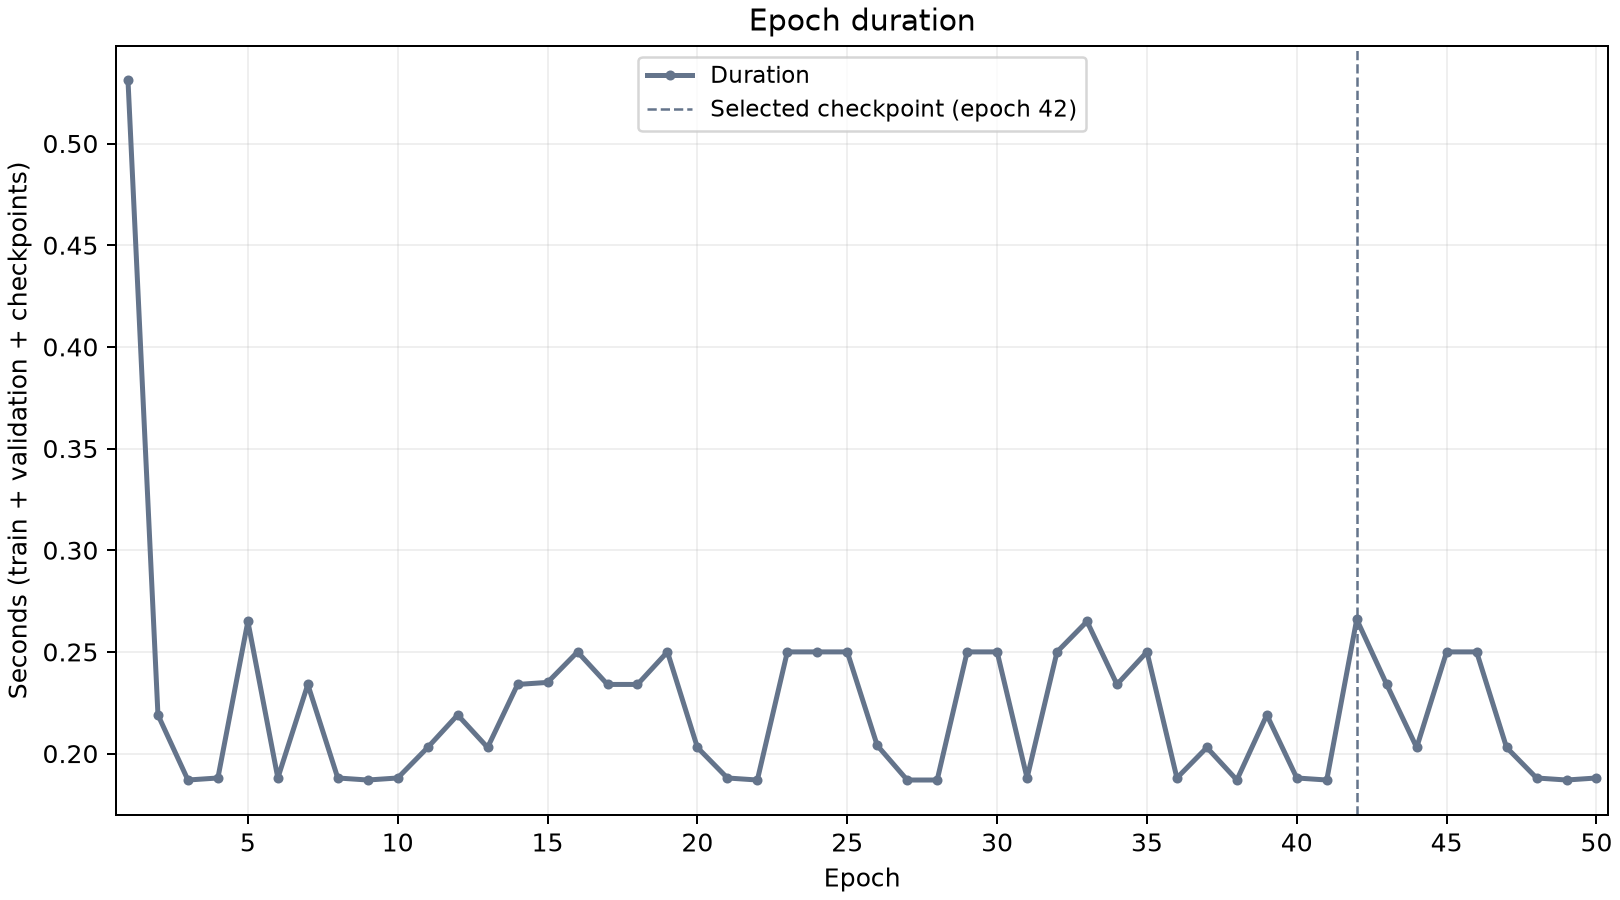 Epoch duration
Duration
Selected checkpoint (epoch 42)
Seconds (train + validation + checkpoints)
0.50
0.45
0.40
0.35
0.30
0.25
0.20
5 10 15 20 25 30 35 40 45 50
Epoch